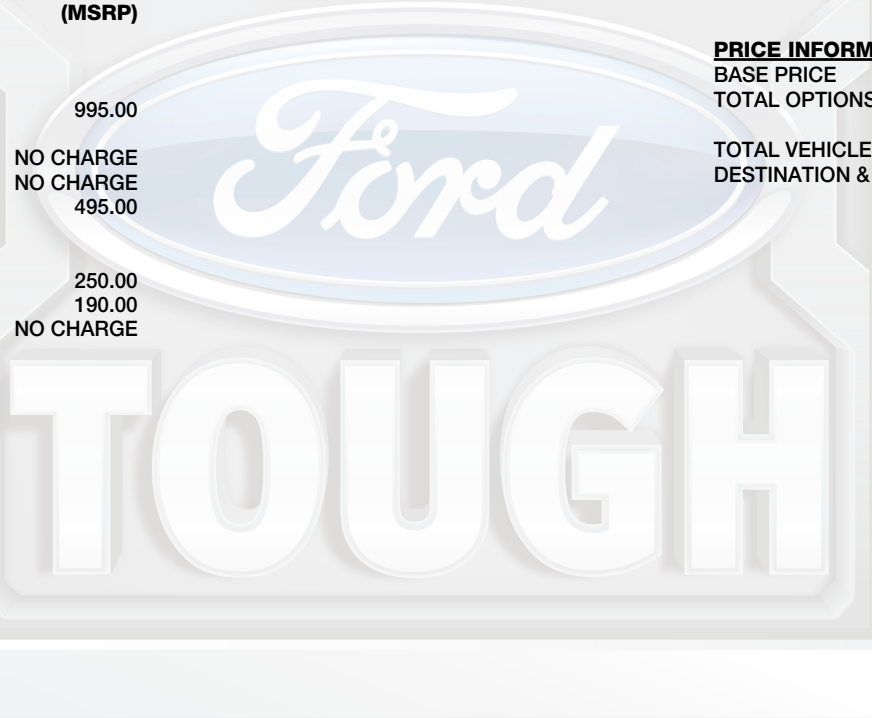 (MSRP)
995.00
NO CHARGE
NO CHARGE
495.00
250.00
190.00
NO CHARGE
PRICE INFORM
BASE PRICE
TOTAL OPTIONS
TOTAL VEHICLE
DESTINATION &
Ford
TOUGH